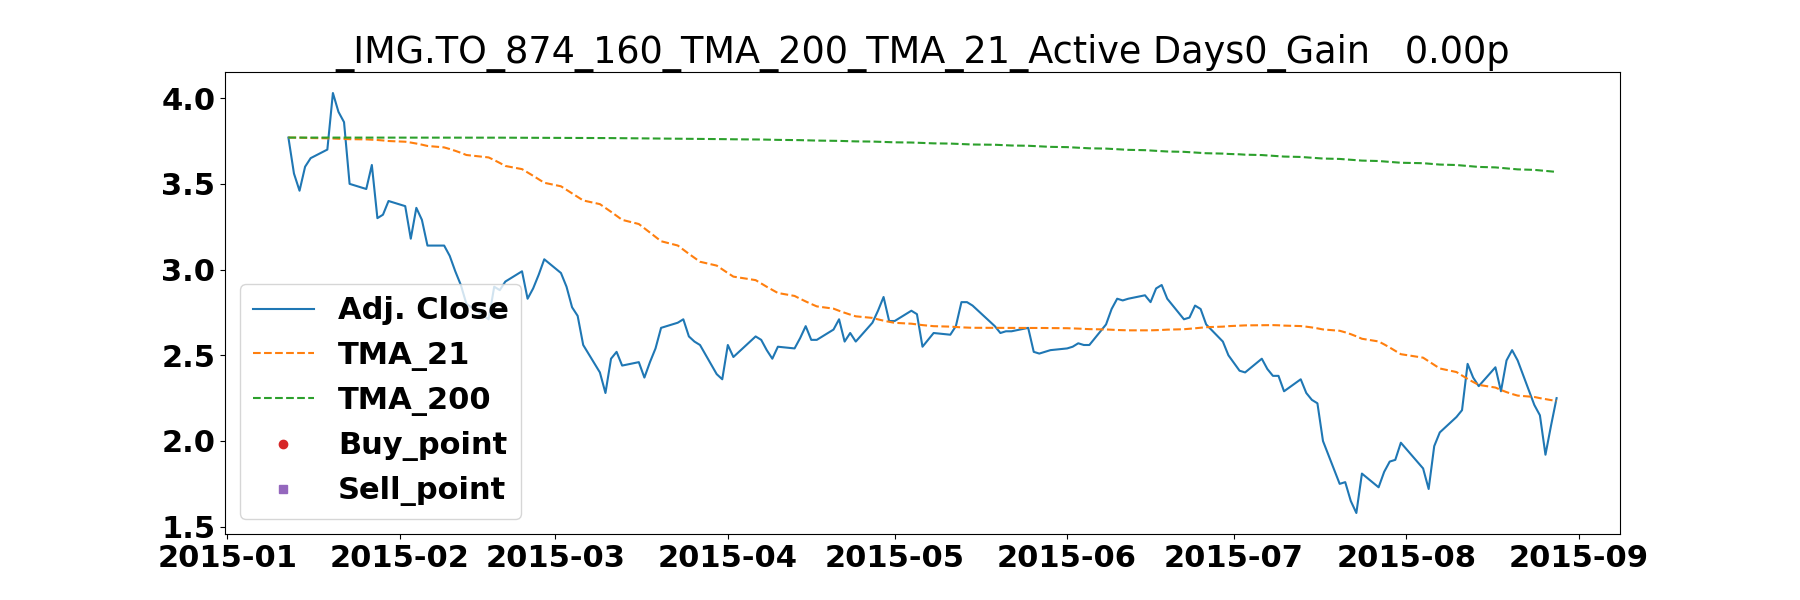 _IMG.TO_874_160_TMA_200_TMA_21_Active Days0_Gain   0.00p
4.0
3.5
3.0
2.5
2.0
1.5
Adj. Close
TMA_21
TMA_200
Buy_point
Sell_point
2015-01 2015-02 2015-03 2015-04 2015-05 2015-06 2015-07 2015-08 2015-09